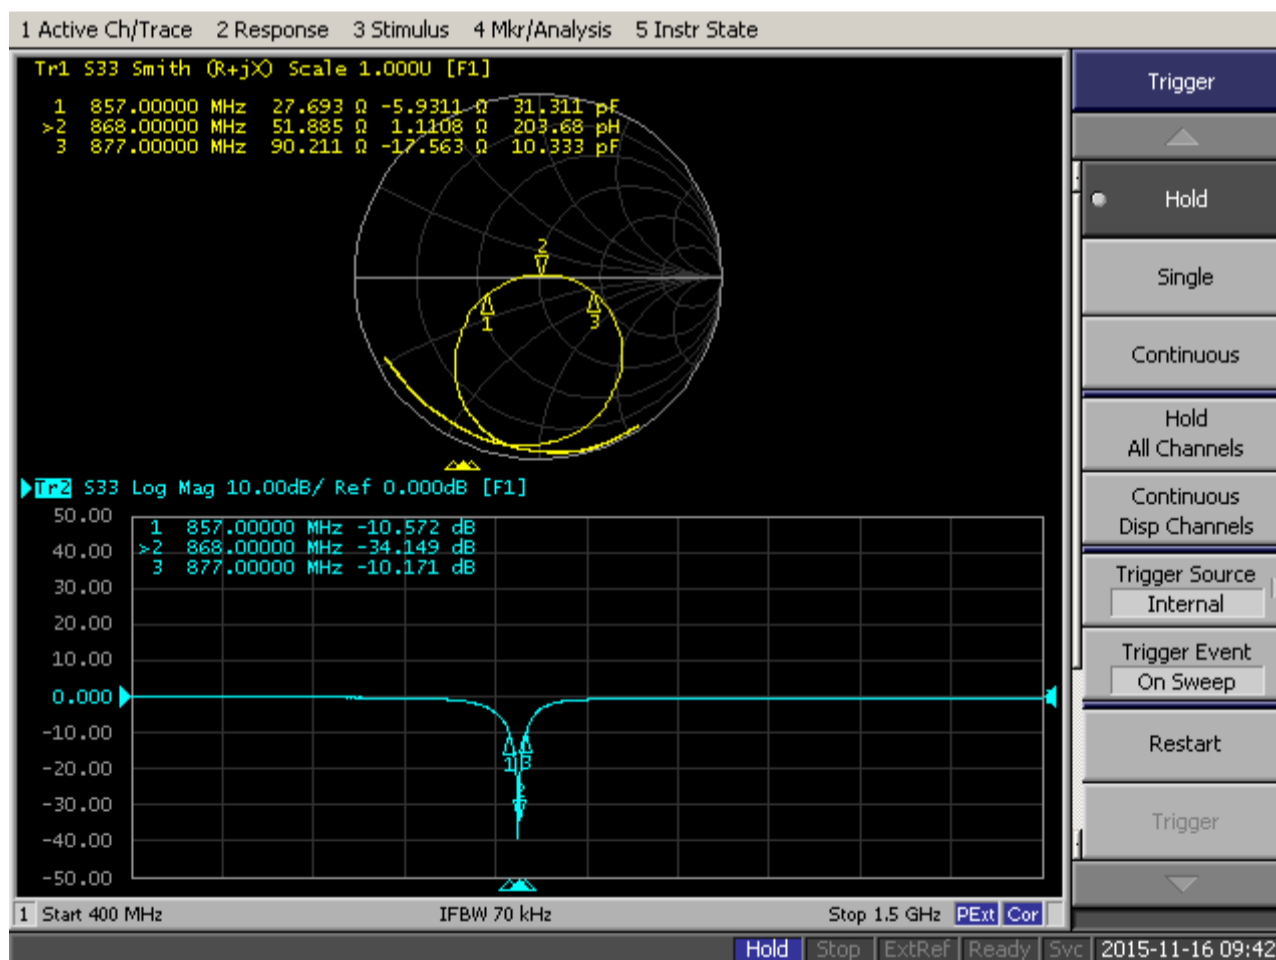 1 Active Ch/Trace 2 Response 3 Stimulus 4 Mkr/Analysis 5 Instr State
Tr1 S33 Smith (R+jX) Scale 1.000U [F1]
1 857.00000 MHz 27.693 Ω -5.9311 Ω 31.311 pF
>2 868.00000 MHz 51.885 Ω 1.1108 Ω 203.68 pH
3 877.00000 MHz 90.211 Ω -17.563 Ω 10.333 pF
2
1
3
Tr2 S33 Log Mag 10.00dB/ Ref 0.000dB [F1]
50.00
40.00
30.00
20.00
10.00
0.000
-10.00
-20.00
-30.00
-40.00
-50.00
1 857.00000 MHz -10.572 dB
>2 868.00000 MHz -34.149 dB
3 877.00000 MHz -10.171 dB
1 3
2
1 Start 400 MHz IFBW 70 kHz Stop 1.5 GHz PExt Cor
Trigger
Hold
Single
Continuous
Hold
All Channels
Continuous
Disp Channels
Trigger Source
Internal
Trigger Event
On Sweep
Restart
Trigger
Hold Stop ExtRef Ready Svc 2015-11-16 09:42